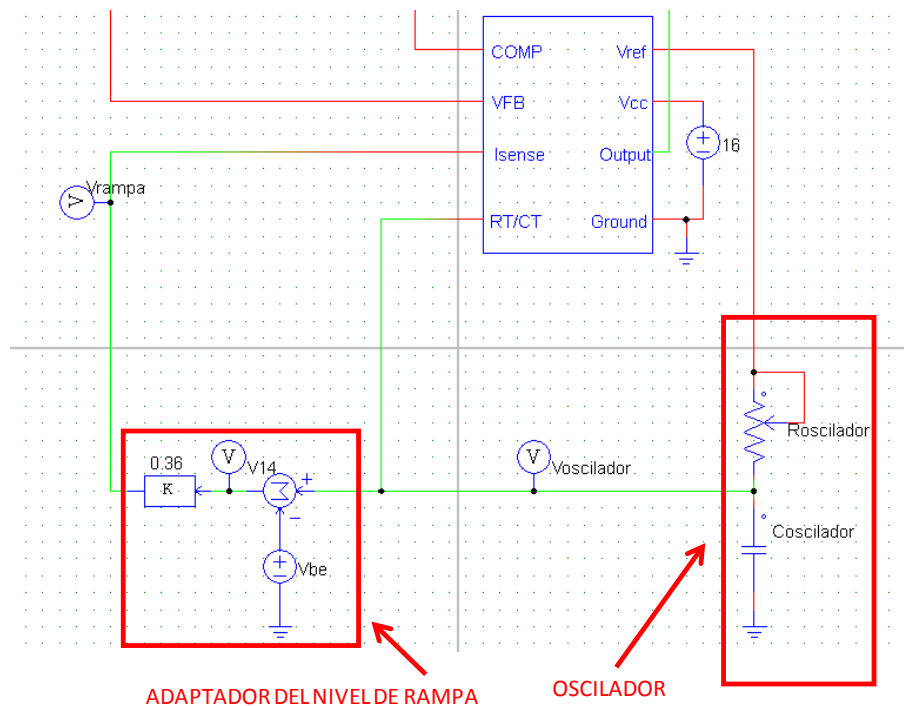 COMP
Vref
VFB
Vcc
Isense
Output
16
RT/CT
Ground
V
Vrampa
0.36
K
V
V14
Σ
+
−
Vbe
V
Voscilador
Roscilador
Coscilador
ADAPTADOR DEL NIVEL DE RAMPA
OSCILADOR